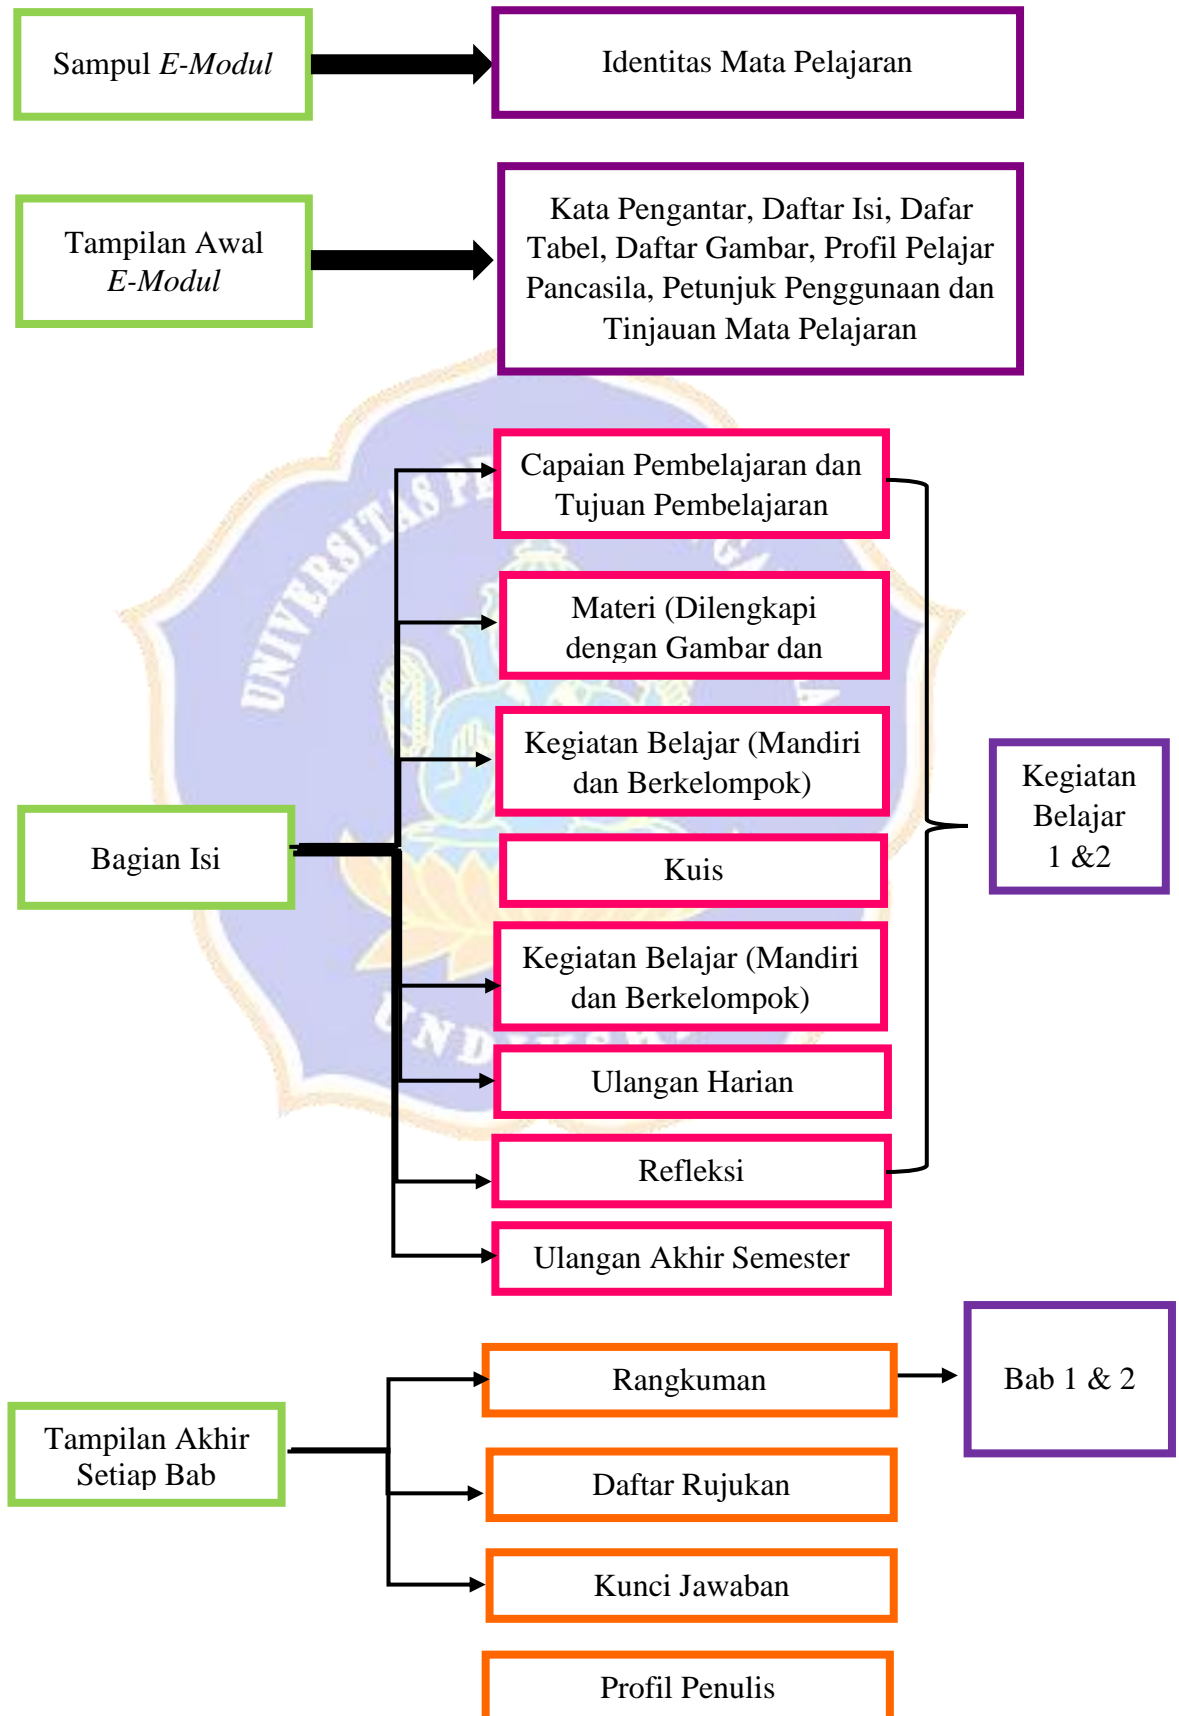 Sampul E-Modul
Identitas Mata Pelajaran
Tampilan Awal
E-Modul
Kata Pengantar, Daftar Isi, Dafar
Tabel, Daftar Gambar, Profil Pelajar
Pancasila, Petunjuk Penggunaan dan
Tinjauan Mata Pelajaran
Bagian Isi
Capaian Pembelajaran dan
Tujuan Pembelajaran
Materi (Dilengkapi
dengan Gambar dan
Kegiatan Belajar (Mandiri
dan Berkelompok)
Kuis
Kegiatan Belajar (Mandiri
dan Berkelompok)
Ulangan Harian
Refleksi
Ulangan Akhir Semester
Kegiatan
Belajar
1 &2
Tampilan Akhir
Setiap Bab
Rangkuman
Bab 1 & 2
Daftar Rujukan
Kunci Jawaban
Profil Penulis
UNIVERSITAS